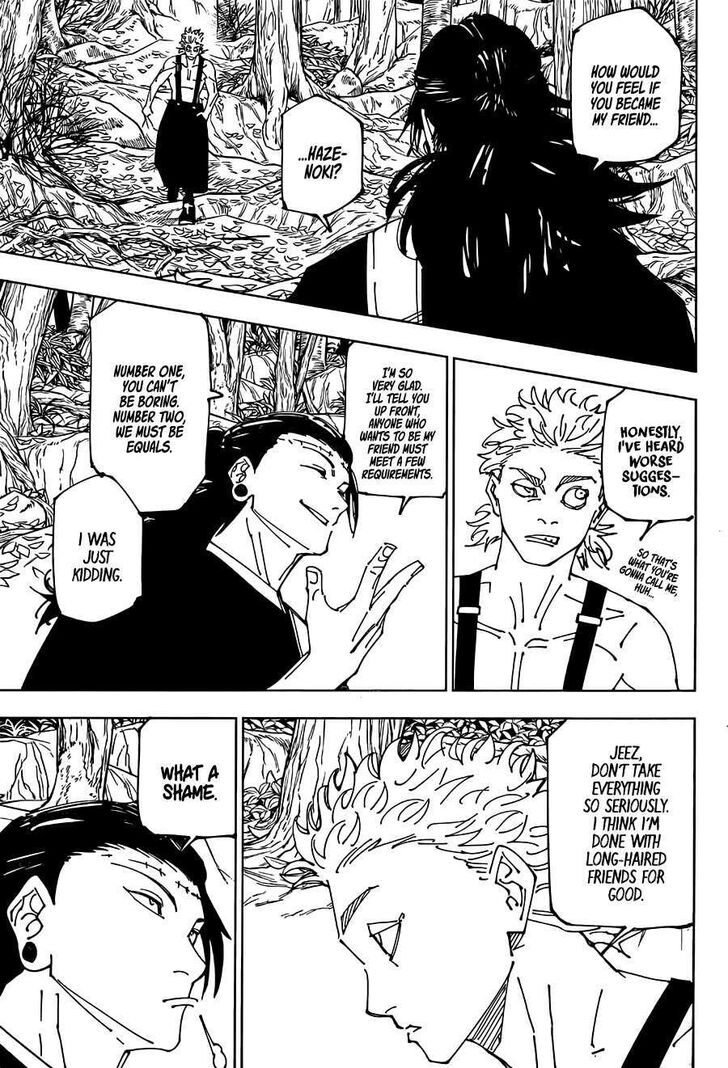 HOW WOULD
YOU FEEL IF
YOU BECAME
MY FRIEND...
...HAZE-
NOKI?
HONESTLY,
I'VE HEARD
WORSE
SUGGES-
TIONS.
SO THAT'S
WHAT YOU'RE
GONNA CALL ME,
HUH...
I'M SO
VERY GLAD.
I'LL TELL YOU
UP FRONT,
ANYONE WHO
WANTS TO BE MY
FRIEND MUST
MEET A FEW
REQUIREMENTS.
NUMBER ONE,
YOU CAN'T
BE BORING.
NUMBER TWO,
WE MUST BE
EQUALS.
I WAS
JUST
KIDDING.
JEEZ,
DON'T TAKE
EVERYTHING
SO SERIOUSLY.
I THINK I'M
DONE WITH
LONG-HAIRED
FRIENDS FOR
GOOD.
WHAT A
SHAME.